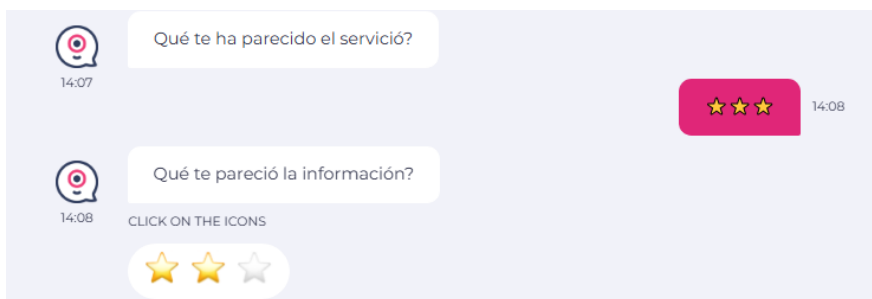 Qué te ha parecido el servició?
14:07
14:08
Qué te pareció la información?
14:08
CLICK ON THE ICONS